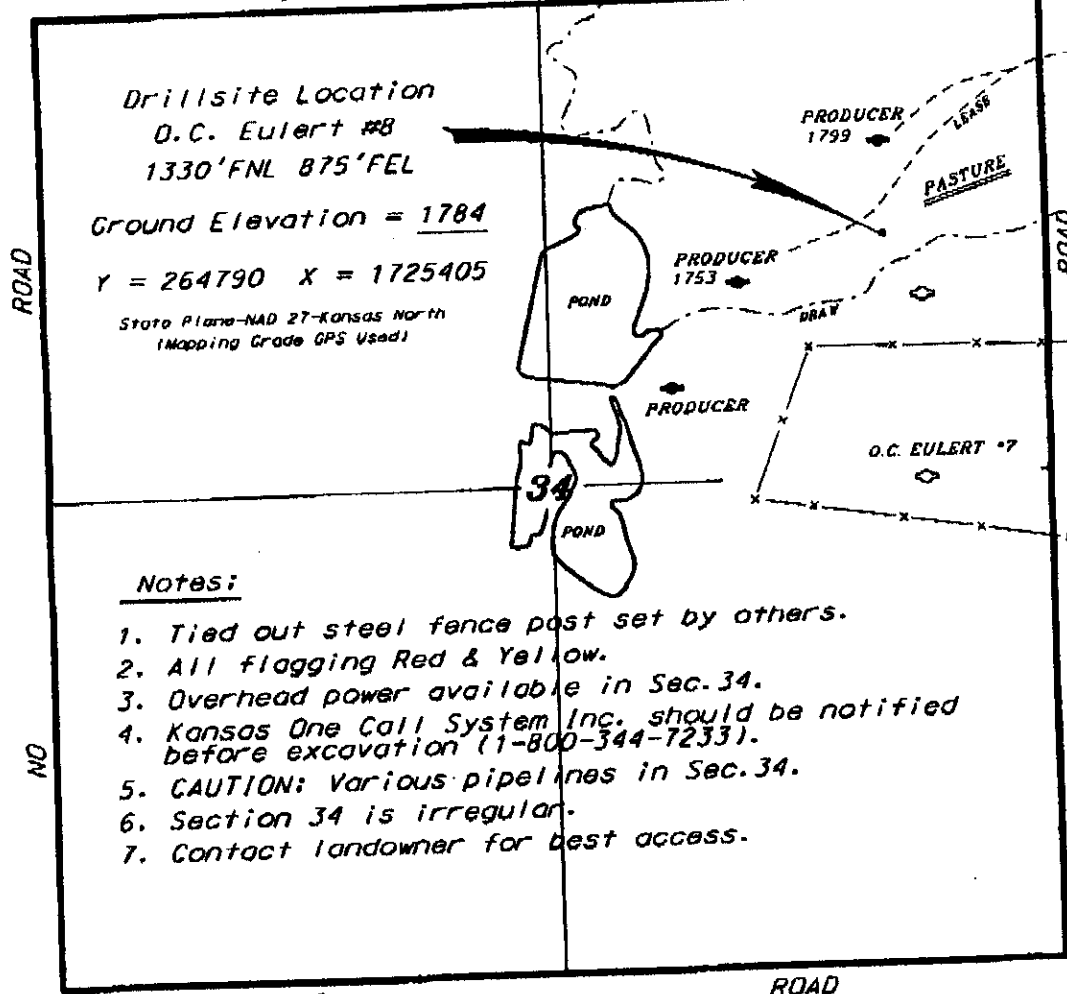 Drillsite Location
O.C. Eulert #8
1330'FNL 875'FEL
Ground Elevation = 1784
Y = 264790 X = 1725405
State Plane-NAD 27-Kansas North
(Mapping Grade GPS Used)
ROAD
PRODUCER
1799
LEASE
PASTURE
ROAD
PRODUCER
1753
POND
DRAW
PRODUCER
O.C. EULERT #7
34
POND
Notes:
1. Tied out steel fence post set by others.
2. All flagging Red & Yellow.
3. Overhead power available in Sec. 34.
4. Kansas One Call System Inc. should be notified
before excavation (1-800-344-7233).
5. CAUTION: Various pipelines in Sec. 34.
6. Section 34 is irregular.
7. Contact landowner for best access.
NO
ROAD